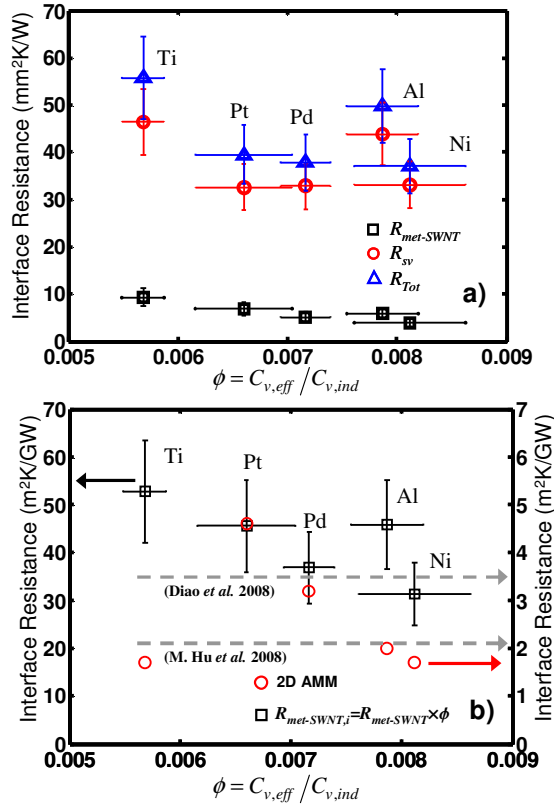 70
60
50
40
30
20
10
0
Interface Resistance (mm²K/W)
Ti
Pt
Pd
Al
Ni
R_met-SWNT
R_sv
R_Tot
a)
0.005 0.006 0.007 0.008 0.009
ϕ = C_v,eff / C_v,ind
70
60
50
40
30
20
10
0
Interface Resistance (m²K/GW)
7
6
5
4
3
2
1
0
Interface Resistance (m²K/GW)
Ti
Pt
Pd
Al
Ni
(Diao et al. 2008)
(M. Hu et al. 2008)
2D AMM
R_met-SWNT,i=R_met-SWNT×ϕ
b)
0.005 0.006 0.007 0.008 0.009
ϕ = C_v,eff / C_v,ind